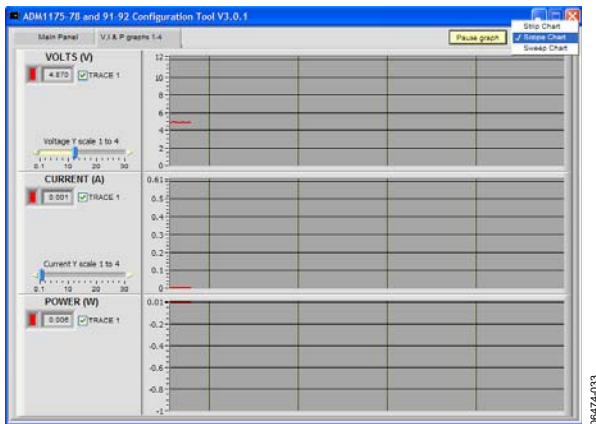 ADM1175-78 and 91-92 Configuration Tool V3.0.1
Main Panel
V,I & P graphs 1-4
Pause graph
Strip Chart
Scope Chart
Sweep Chart
VOLTS (V)
4.870
TRACE 1
Voltage Y scale 1 to 4
0.1 10 20 30
12
10
8
6
4
2
0
CURRENT (A)
0.001
TRACE 1
Current Y scale 1 to 4
0.1 10 20 30
0.61
0.5
0.4
0.3
0.2
0.1
0
POWER (W)
0.006
TRACE 1
0.01
-0.2
-0.4
-0.6
-0.8
-1
06474-033